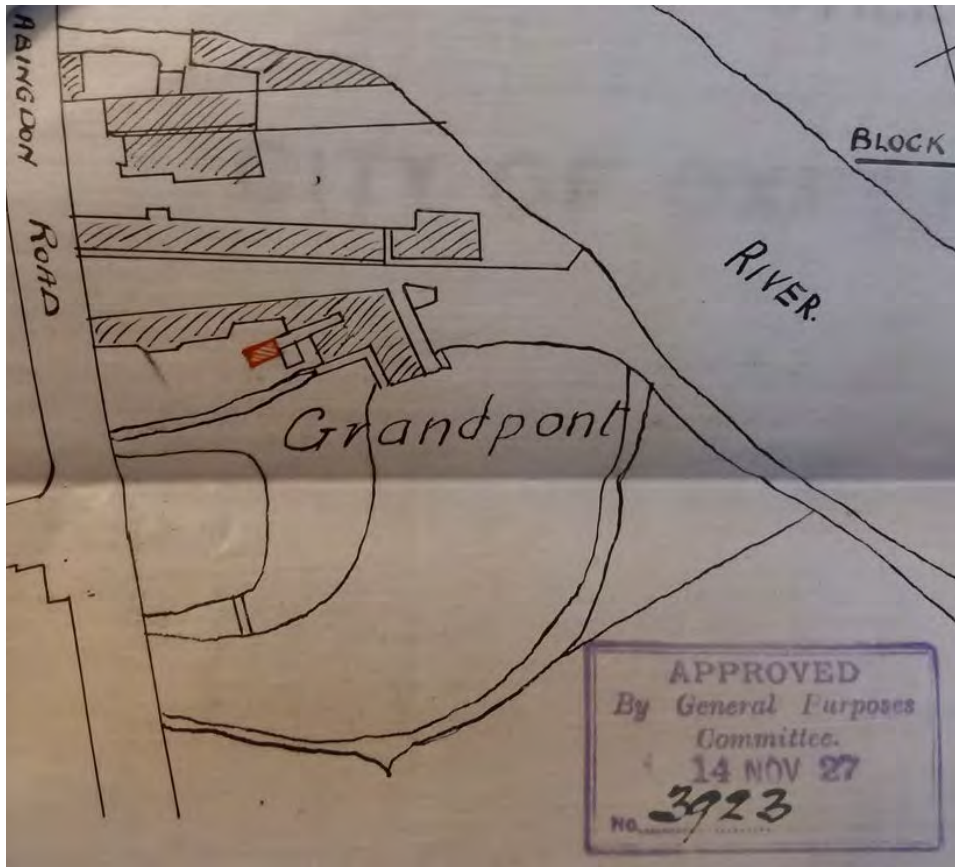 ABINGDON
ROAD
BLOCK
RIVER.
Grandpont
APPROVED
By General Purposes
Committee.
14 NOV 27
No. 3923